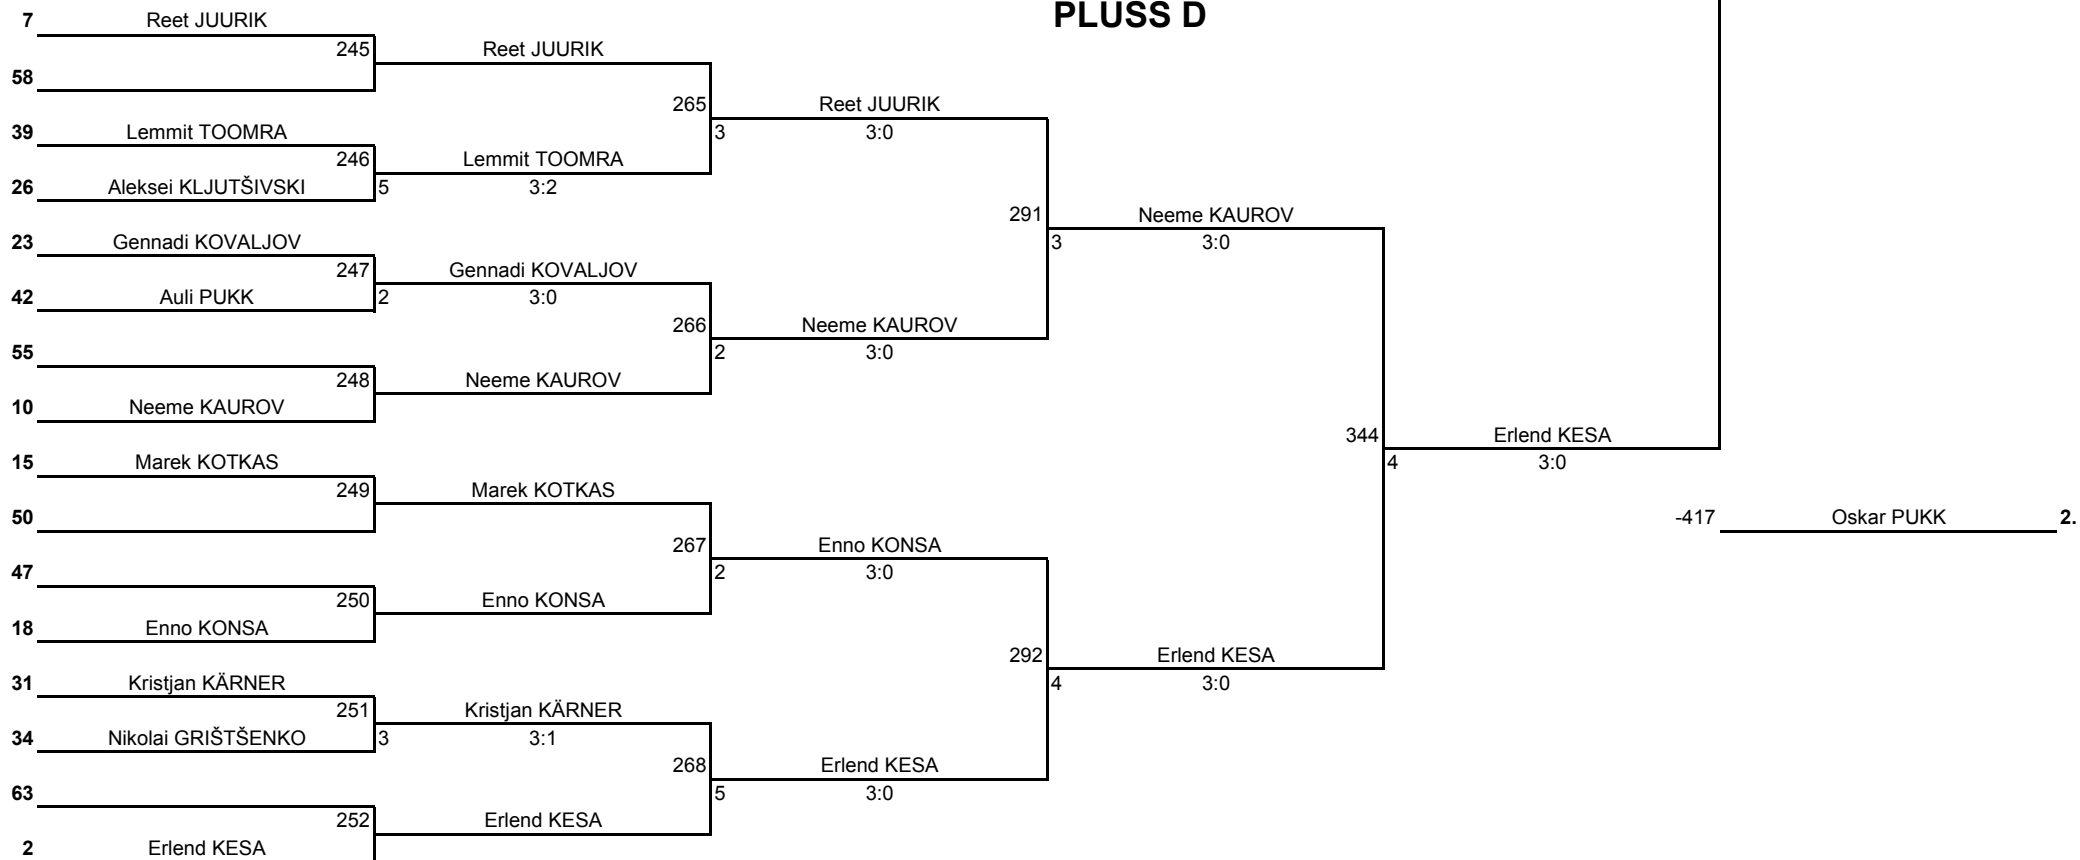 PLUSS D
7 Reet JUURIK
245 Reet JUURIK
58
265 Reet JUURIK
39 Lemmit TOOMRA
3 3:0
246 Lemmit TOOMRA
26 Aleksei KLJUTŠIVSKI 5 3:2
291 Neeme KAUROV
23 Gennadi KOVALJOV
3 3:0
247 Gennadi KOVALJOV
42 Auli PUKK 2 3:0
266 Neeme KAUROV
55
2 3:0
248 Neeme KAUROV
10 Neeme KAUROV
344 Erlend KESA
15 Marek KOTKAS
4 3:0
249 Marek KOTKAS
50
-417 Oskar PUKK 2.
267 Enno KONSA
47
2 3:0
250 Enno KONSA
18 Enno KONSA
292 Erlend KESA
31 Kristjan KÄRNER
4 3:0
251 Kristjan KÄRNER
34 Nikolai GRIŠTŠENKO 3 3:1
268 Erlend KESA
63
5 3:0
252 Erlend KESA
2 Erlend KESA